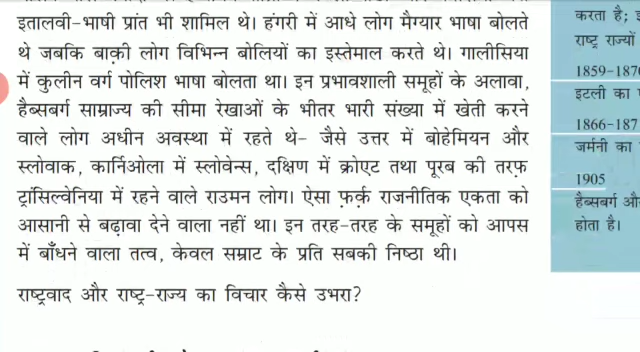 इतालवी-भाषी प्रांत भी शामिल थे। हंगरी में आधे लोग मैग्यार भाषा बोलते
थे जबकि बाक़ी लोग विभिन्न बोलियों का इस्तेमाल करते थे। गालीसिया
में कुलीन वर्ग पोलिश भाषा बोलता था। इन प्रभावशाली समूहों के अलावा,
हैब्सबर्ग साम्राज्य की सीमा रेखाओं के भीतर भारी संख्या में खेती करने
वाले लोग अधीन अवस्था में रहते थे- जैसे उत्तर में बोहेमियन और
स्लोवाक, कार्निओला में स्लोवेन्स, दक्षिण में क्रोएट तथा पूरब की तरफ़
ट्रांसिल्वेनिया में रहने वाले राउमन लोग। ऐसा फ़र्क़ राजनीतिक एकता को
आसानी से बढ़ावा देने वाला नहीं था। इन तरह-तरह के समूहों को आपस
में बाँधने वाला तत्व, केवल सम्राट के प्रति सबकी निष्ठा थी।
राष्ट्रवाद और राष्ट्र-राज्य का विचार कैसे उभरा?
करता है;
राष्ट्र राज्यों
1859-187
इटली का
1866-187
जर्मनी का
1905
हैब्सबर्ग औ
होता है।